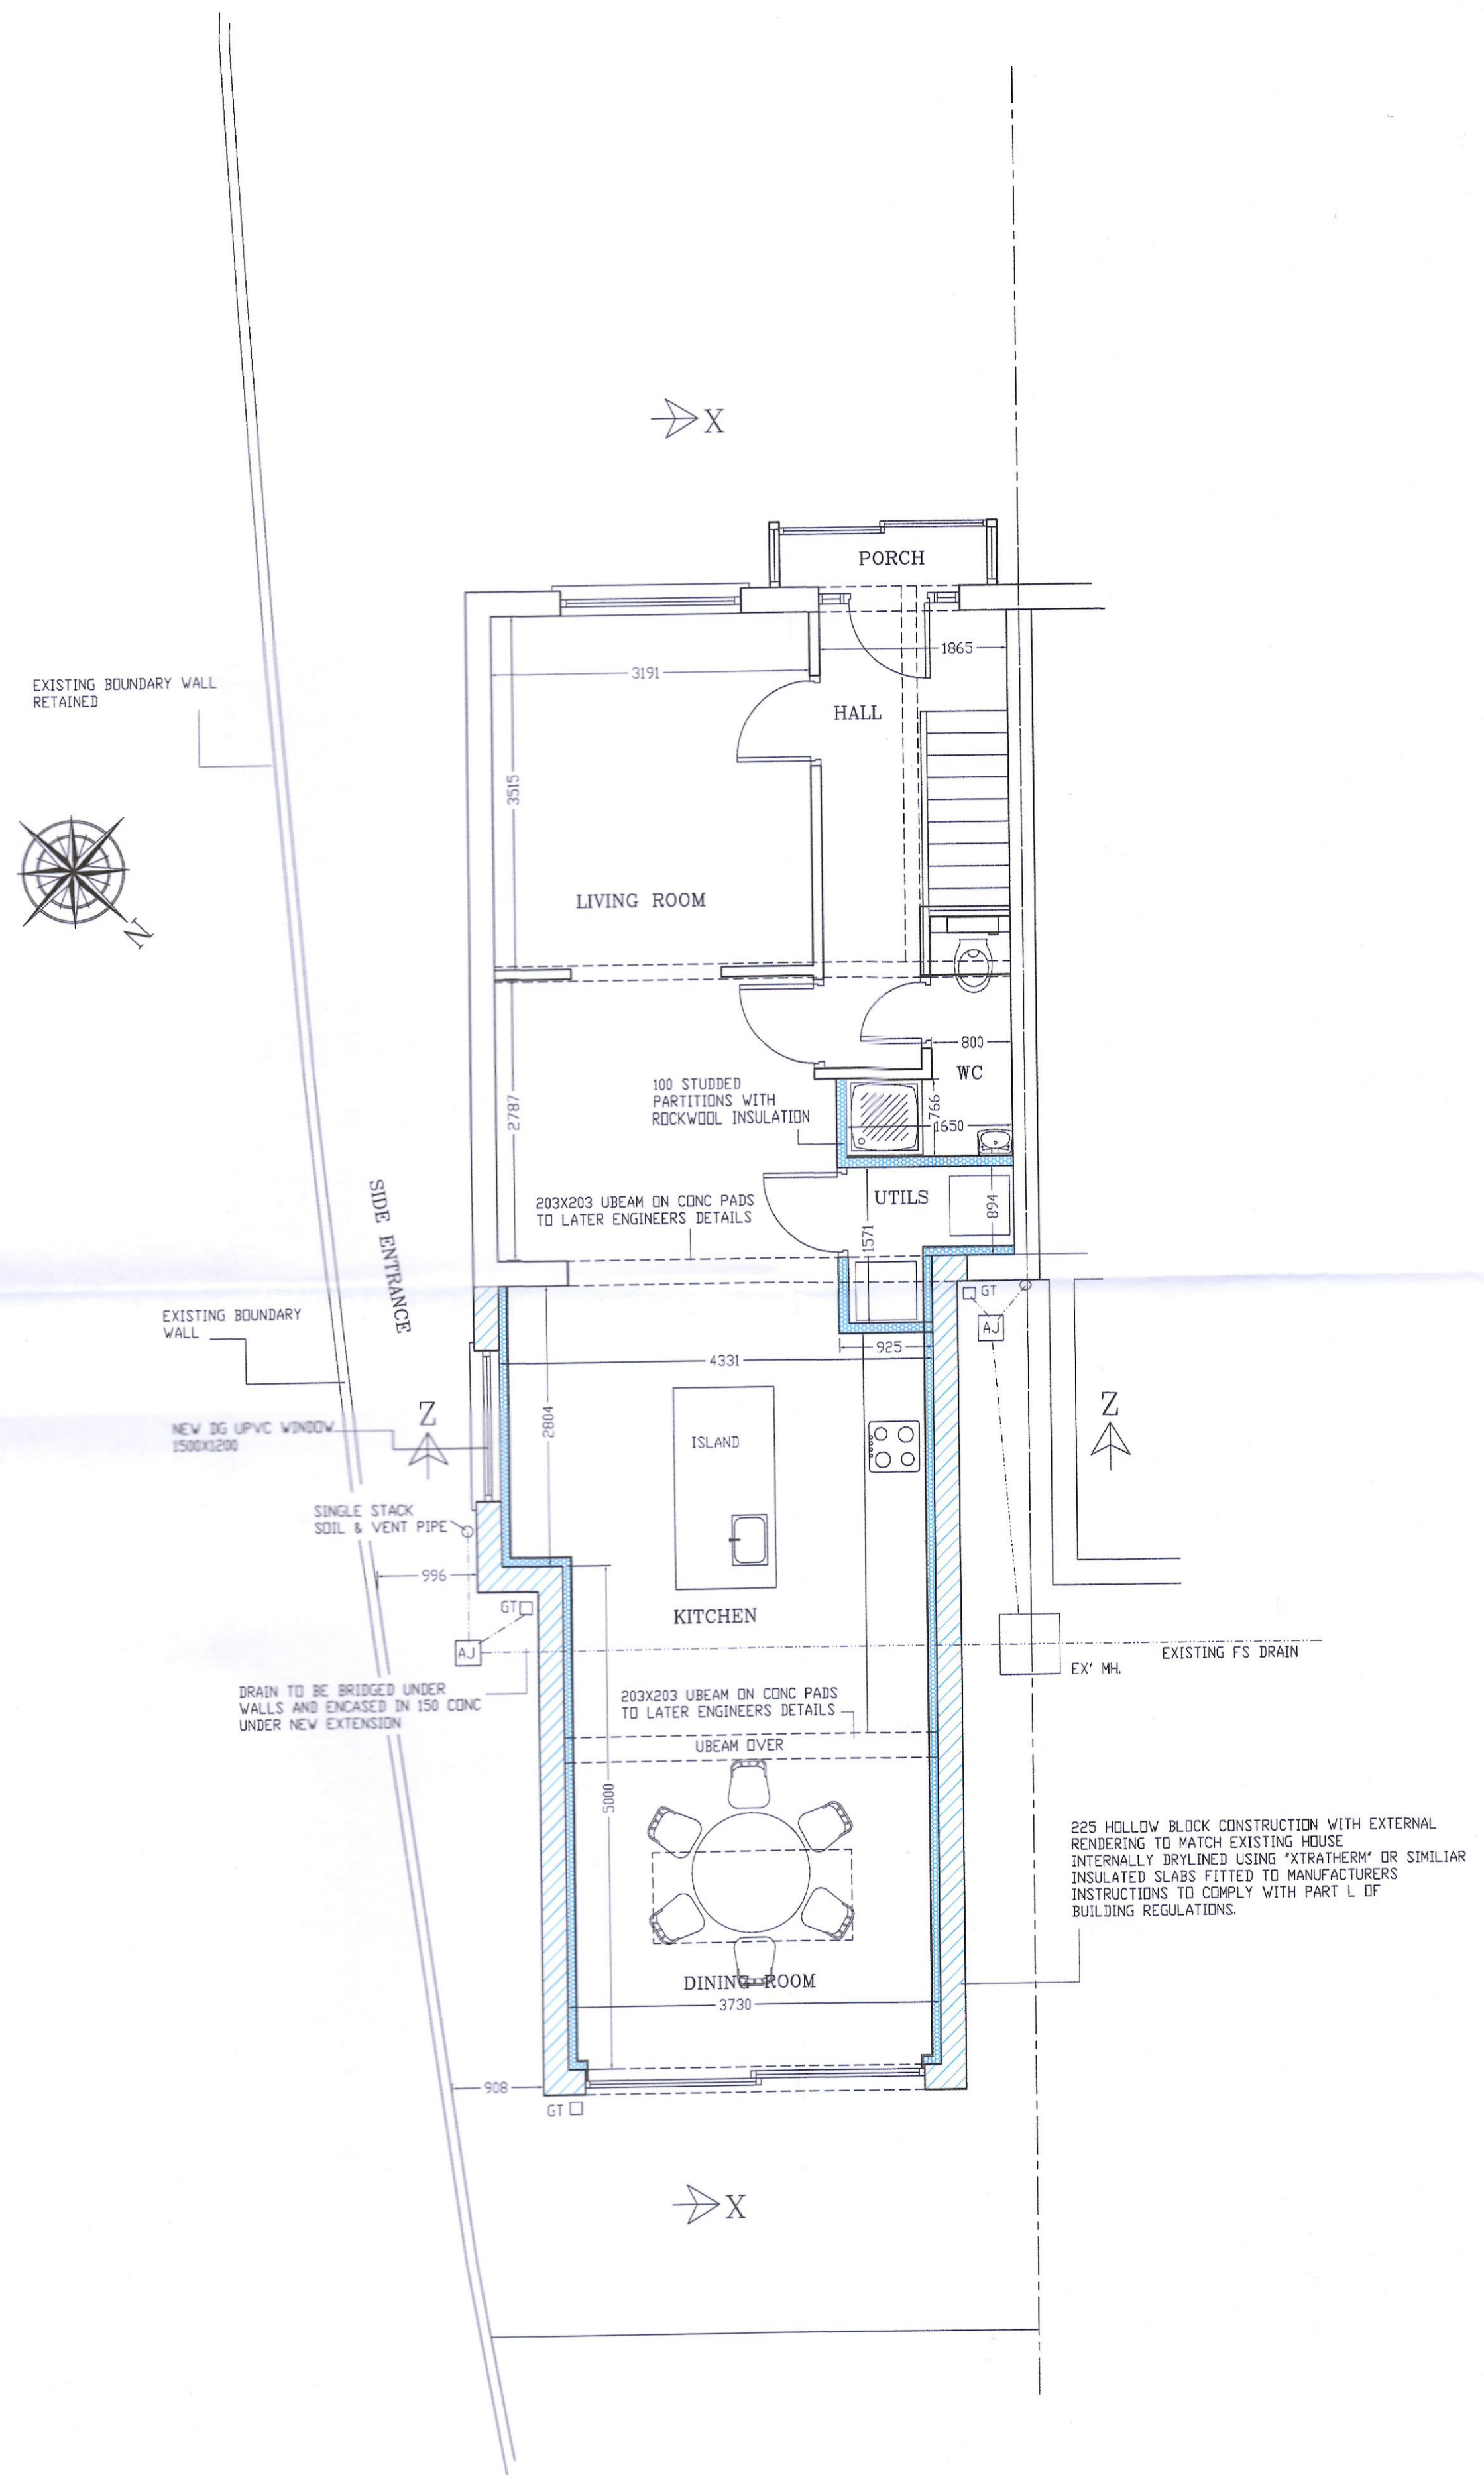 X
PORCH
1865
3191
EXISTING BOUNDARY WALL
RETAINED
HALL
3515
LIVING ROOM
N
800
WC
100 STUDDED
PARTITIONS WITH
ROCKWOOL INSULATION
766
1650
2787
SIDE ENTRANCE
203X203 UBEAM ON CONC PADS
TO LATER ENGINEERS DETAILS
UTILS
894
1571
GT
AJ
EXISTING BOUNDARY
WALL
925
4331
2804
Z
Z
NEW DG UPVC WINDOW
1500X1200
ISLAND
SINGLE STACK
SOIL & VENT PIPE
996
GT
KITCHEN
AJ
EXISTING FS DRAIN
EX' MH.
DRAIN TO BE BRIDGED UNDER
WALLS AND ENCASED IN 150 CONC
UNDER NEW EXTENSION
203X203 UBEAM ON CONC PADS
TO LATER ENGINEERS DETAILS
UBEAM OVER
5000
225 HOLLOW BLOCK CONSTRUCTION WITH EXTERNAL
RENDERING TO MATCH EXISTING HOUSE
INTERNALLY DRYLINED USING "XTRATHERM" OR SIMILIAR
INSULATED SLABS FITTED TO MANUFACTURERS
INSTRUCTIONS TO COMPLY WITH PART L OF
BUILDING REGULATIONS.
DINING ROOM
3730
908
GT
X